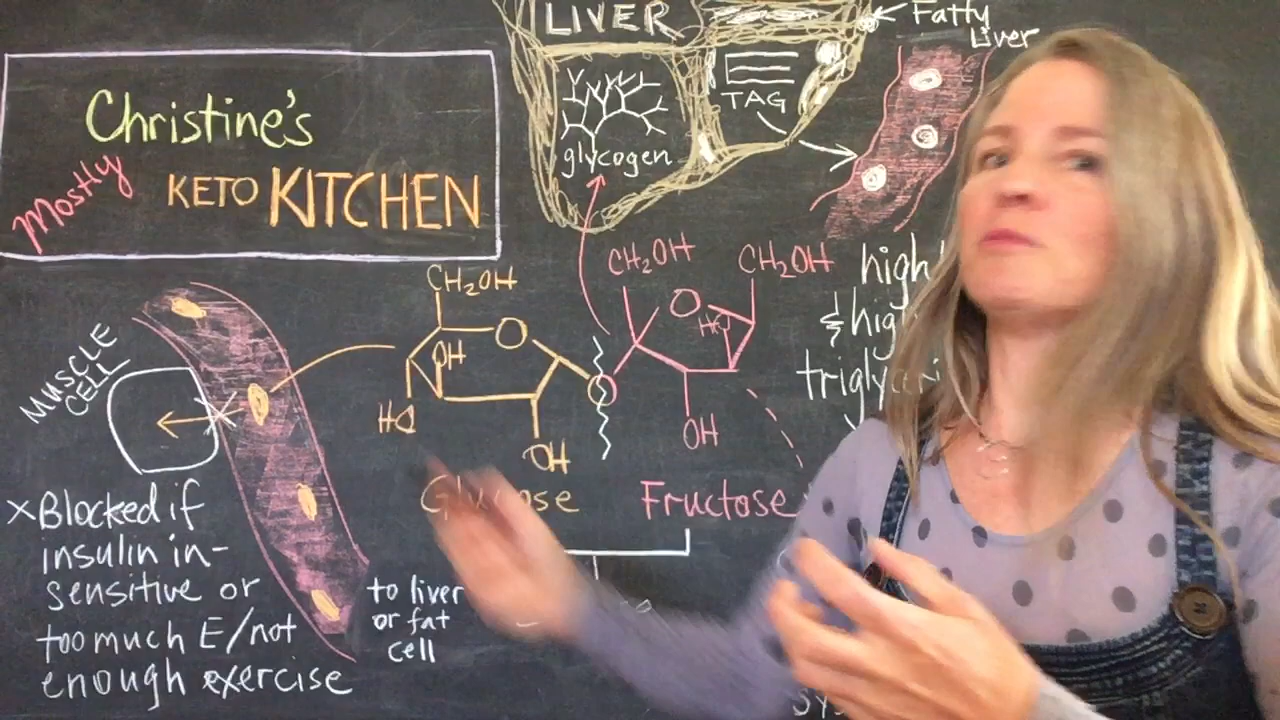 Christine's
Mostly
KETO KITCHEN
LIVER
glycogen
TAG
Fatty
Liver
MUSCLE
CELL
CH₂OH
O
OH
HO
OH
CH₂OH
CH₂OH
O
HO
OH
Fructose
high
&
x Blocked if
insulin in-
sensitive or
too much E/not
enough exercise
to liver
or fat
cell